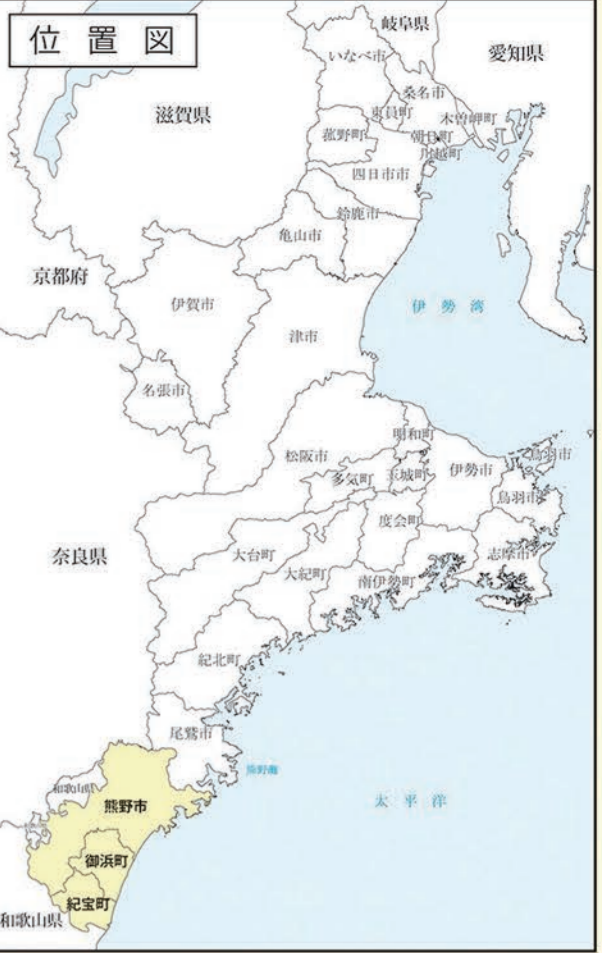 位置図
岐阜県
いなべ市
愛知県
桑名市
滋賀県
東員町
木曽岬町
菰野町
朝日町
川越町
四日市市
鈴鹿市
亀山市
京都府
伊賀市
伊勢湾
津市
名張市
明和町
松阪市
鳥羽市
伊勢市
玉城町
多気町
鳥羽市
度会町
奈良県
大台町
志摩市
大紀町
南伊勢町
紀北町
尾鷲市
熊野灘
和歌山県
太平洋
熊野市
御浜町
紀宝町
和歌山県